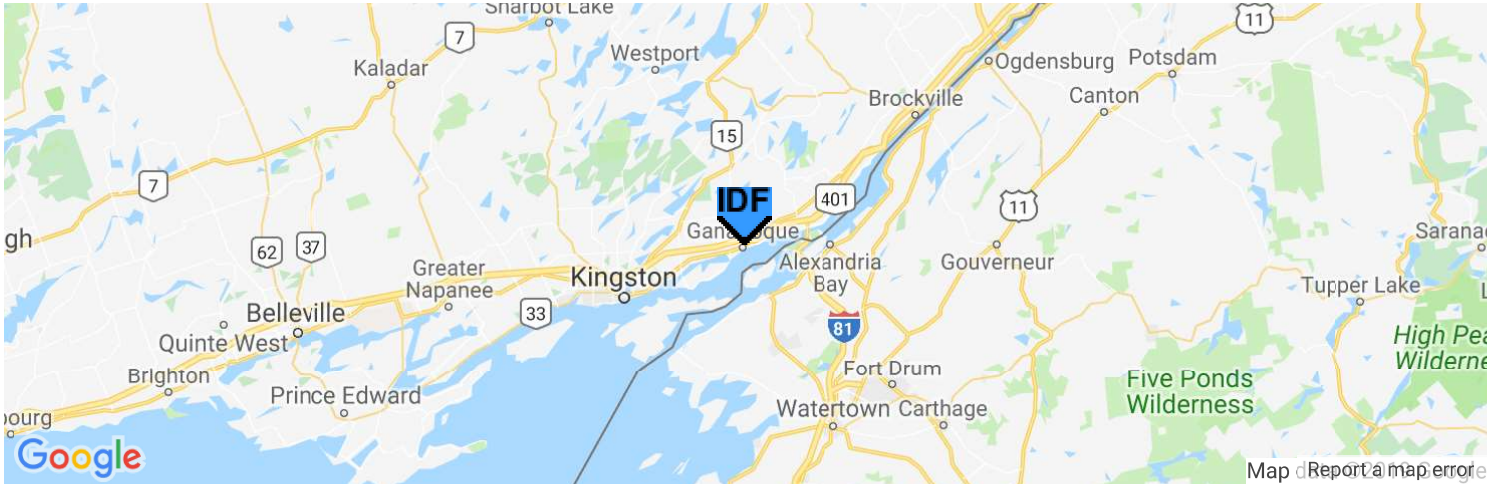 Sharbot Lake
11
7
Westport
Ogdensburg
Potsdam
Kaladar
Brockville
Canton
15
7
IDF
401
11
Gananoque
gh
62
37
Greater
Napanee
Kingston
Alexandria
Bay
Gouverneur
Tupper Lake
Belleville
33
Quinte West
81
High Pea
Wilderne
Brighton
Prince Edward
Fort Drum
Five Ponds
Wilderness
bourg
Watertown
Carthage
Google
Map
Report a map error